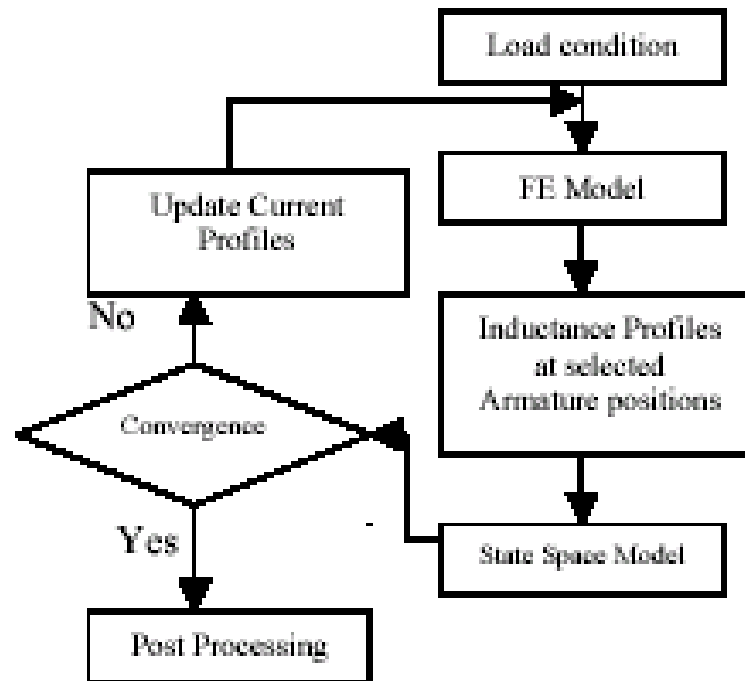 Load condition
FE Model
Update Current
Profiles
No
Inductance Profiles
at selected
Armature positions
Convergence
Yes
State Space Model
Post Processing